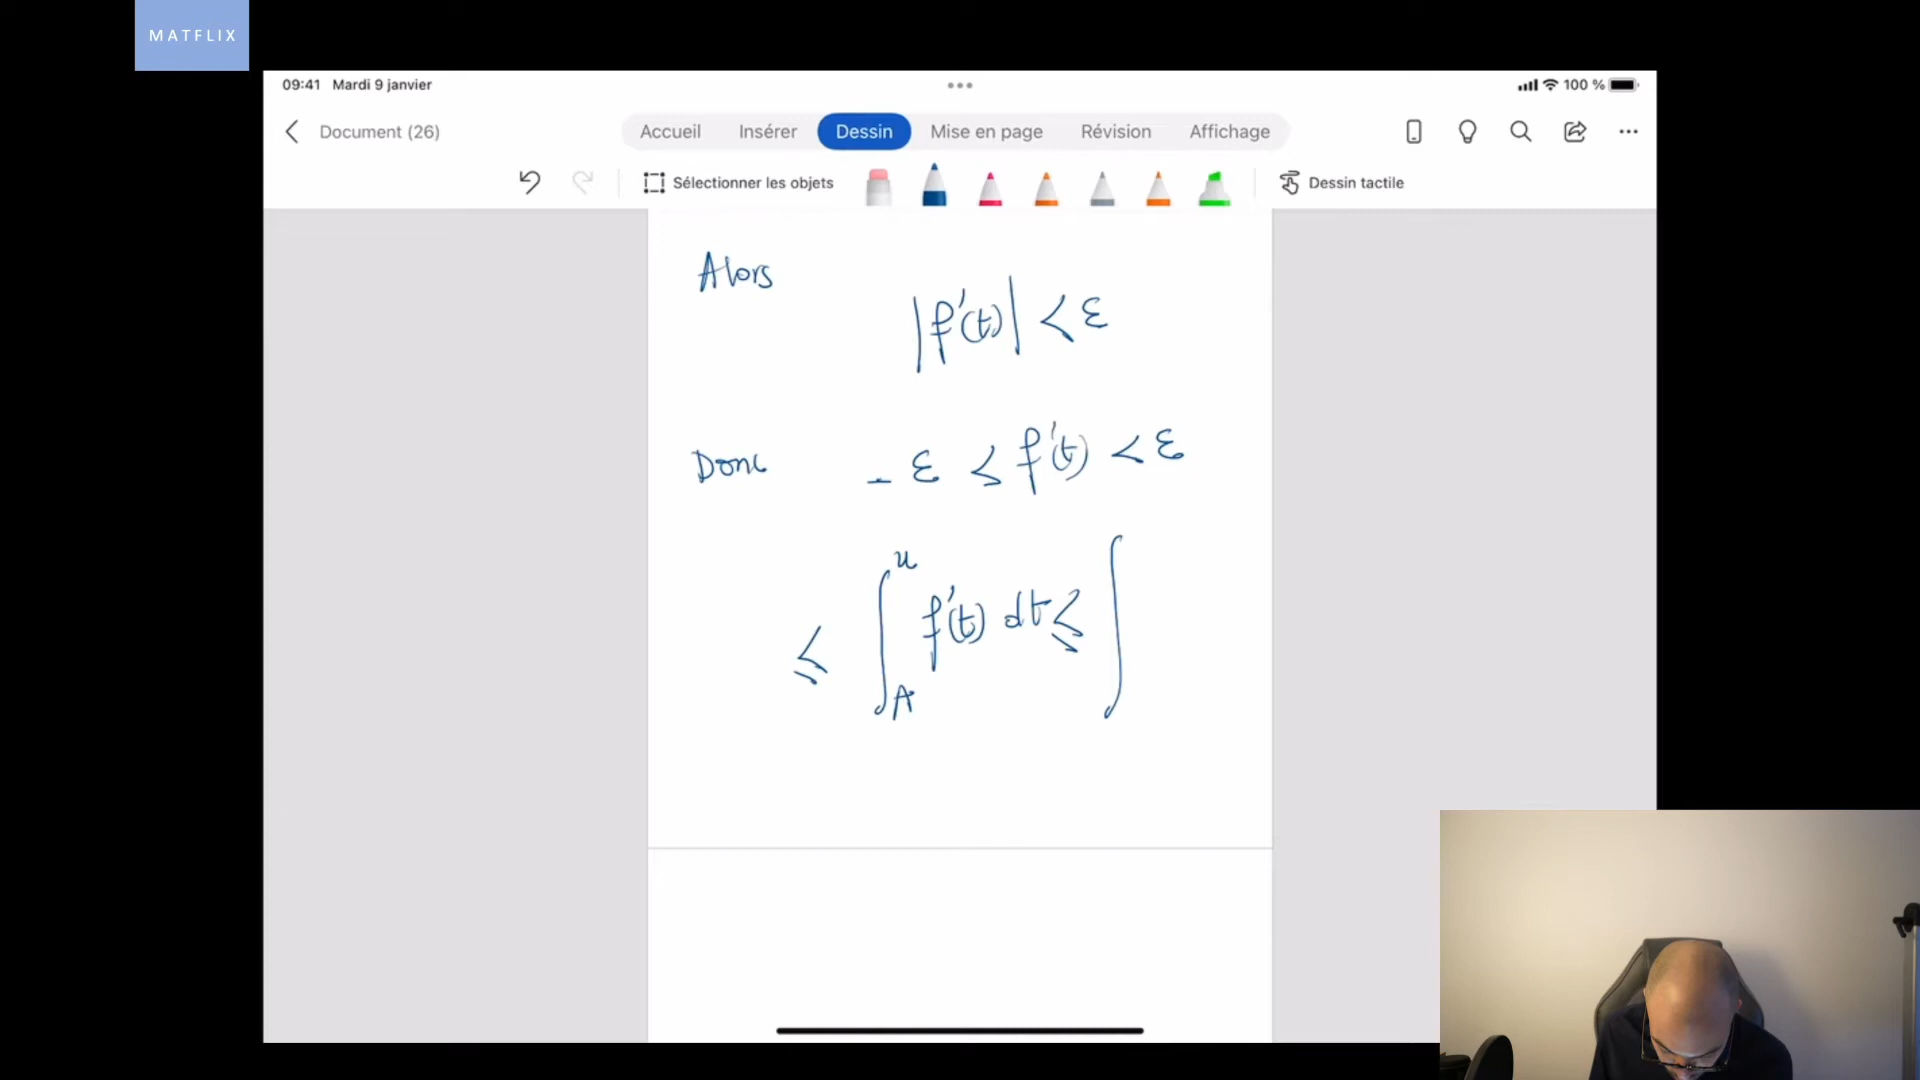 MATFLIX
09:41 Mardi 9 janvier
100 %
Document (26)
Accueil Insérer Dessin Mise en page Révision Affichage
Sélectionner les objets
Dessin tactile
Alors
|f'(t)| < ε
Donc - ε ≤ f'(t) < ε
≤ ∫_A^u f'(t) dt ≤ ∫